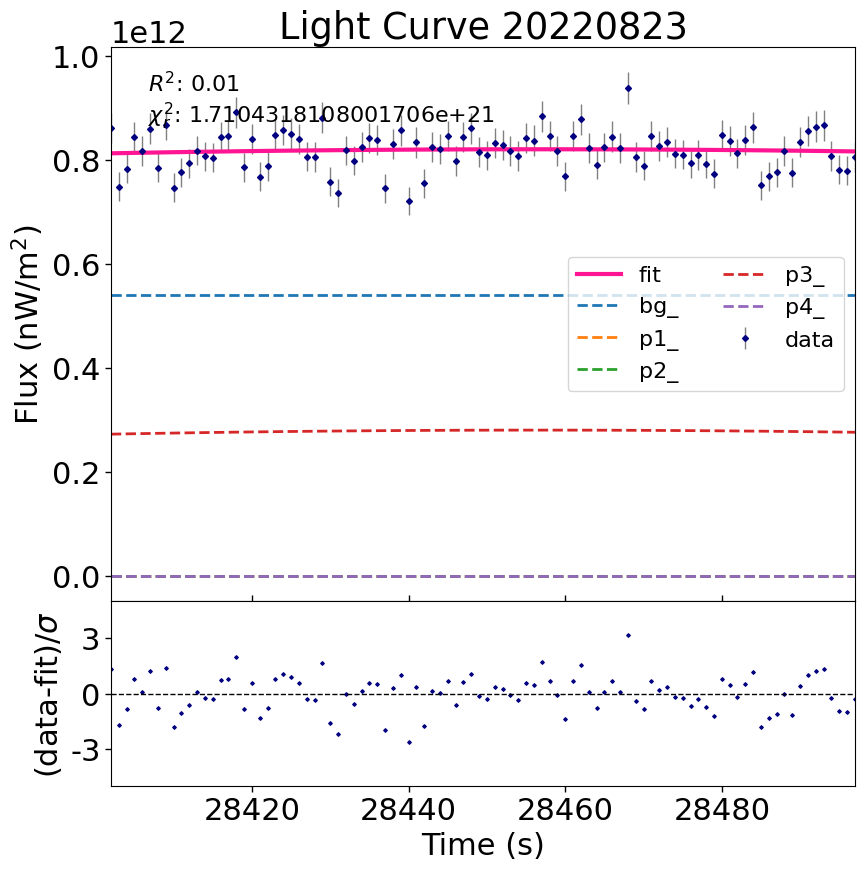 Light Curve 20220823
1e12
R²: 0.01
χ²: 1.7104318108001706e+21
1.0
0.8
0.6
0.4
0.2
0.0
Flux (nW/m²)
fit
bg_
p1_
p2_
p3_
p4_
data
3
0
-3
(data-fit)/σ
28420 28440 28460 28480
Time (s)